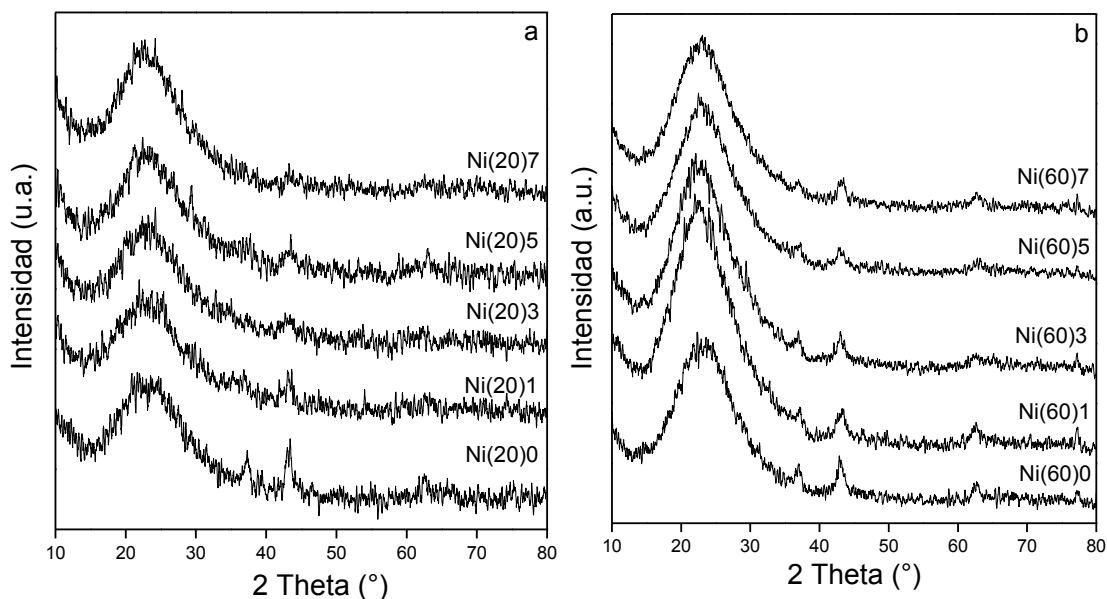 a
Intensidad (u.a.)
Ni(20)7
Ni(20)5
Ni(20)3
Ni(20)1
Ni(20)0
10 20 30 40 50 60 70 80
2 Theta (°)
b
Intensidad (a.u.)
Ni(60)7
Ni(60)5
Ni(60)3
Ni(60)1
Ni(60)0
10 20 30 40 50 60 70 80
2 Theta (°)